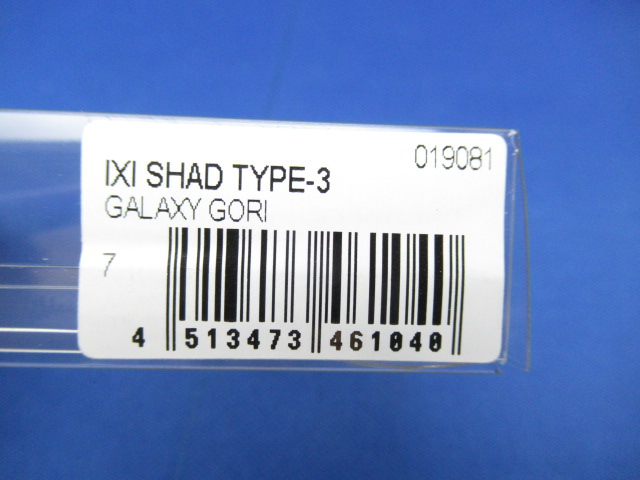 019081
IXI SHAD TYPE-3
GALAXY GORI
7
4 513473 461040